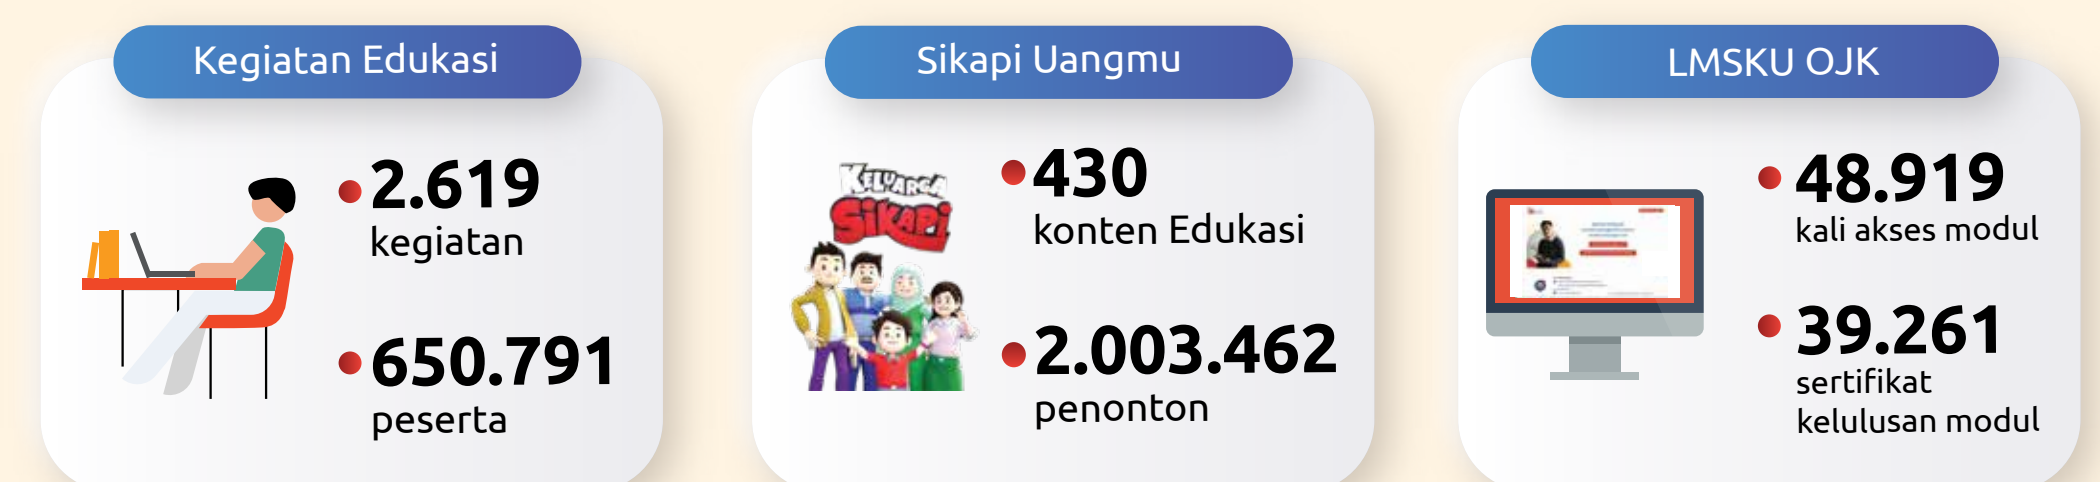 Kegiatan Edukasi
2.619
kegiatan
650.791
peserta
Sikapi Uangmu
KELUARGA
SiKAPi
430
konten Edukasi
2.003.462
penonton
LMSKU OJK
48.919
kali akses modul
39.261
sertifikat
kelulusan modul